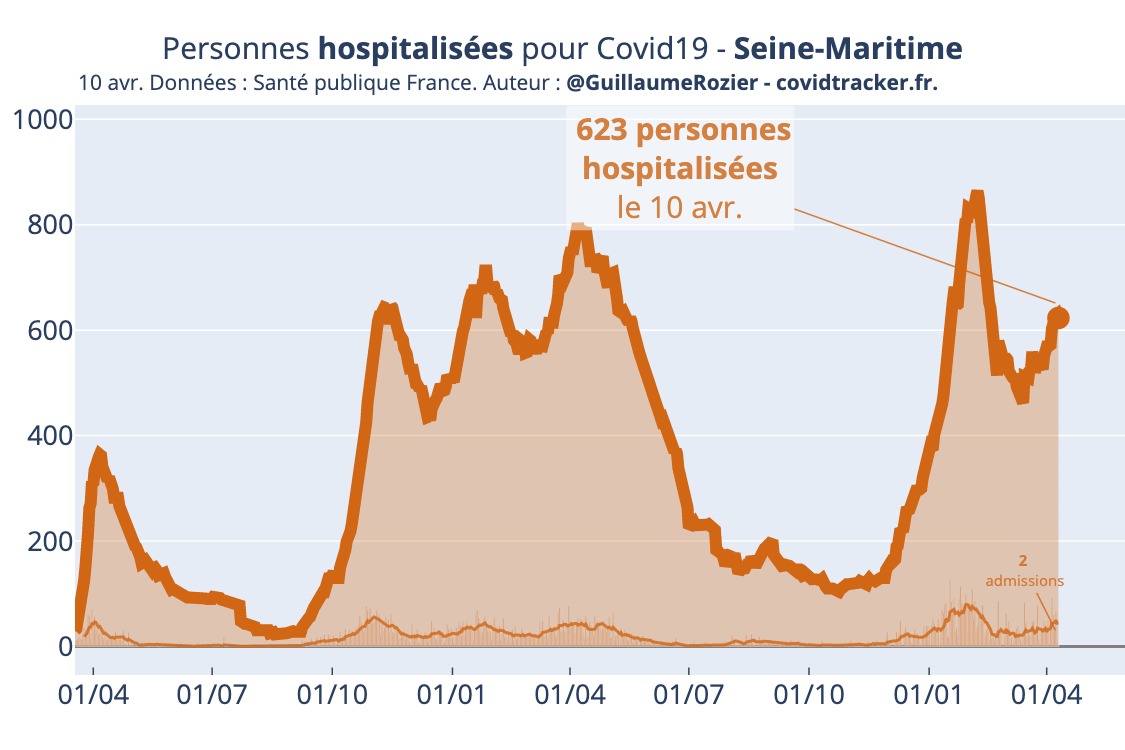 Personnes hospitalisées pour Covid19 - Seine-Maritime
10 avr. Données : Santé publique France. Auteur : @GuillaumeRozier - covidtracker.fr.
1000
623 personnes
hospitalisées
le 10 avr.
800
600
400
200
2
admissions
0
01/04 01/07 01/10 01/01 01/04 01/07 01/10 01/01 01/04